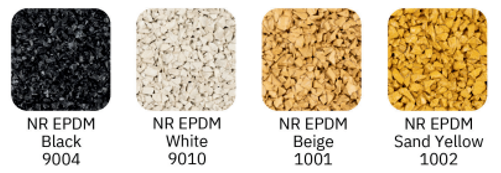 NR EPDM
Black
9004
NR EPDM
White
9010
NR EPDM
Beige
1001
NR EPDM
Sand Yellow
1002